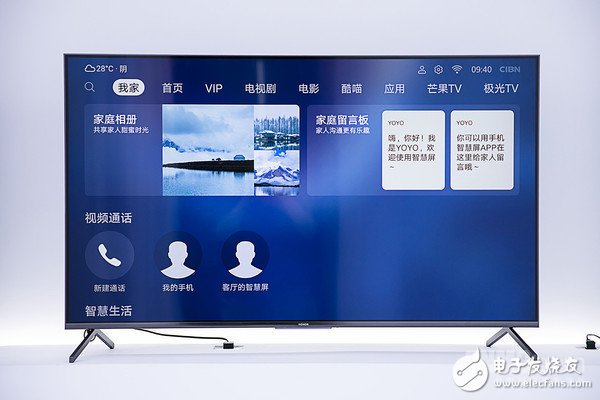 28°C · 阴
09:40 CIBN
我家 首页 VIP 电视剧 电影 酷喵 应用 芒果TV 极光TV
家庭相册
共享家人甜蜜时光
家庭留言板
家人沟通更有乐趣
YOYO
嗨，你好！我
是YOYO，欢
迎使用智慧屏
~
YOYO
你可以用手机
智慧屏APP在
这里给家人留
言哦~
视频通话
新建通话
我的手机
客厅的智慧屏
智慧生活
HONOR
电子发烧友
www.elecfans.com